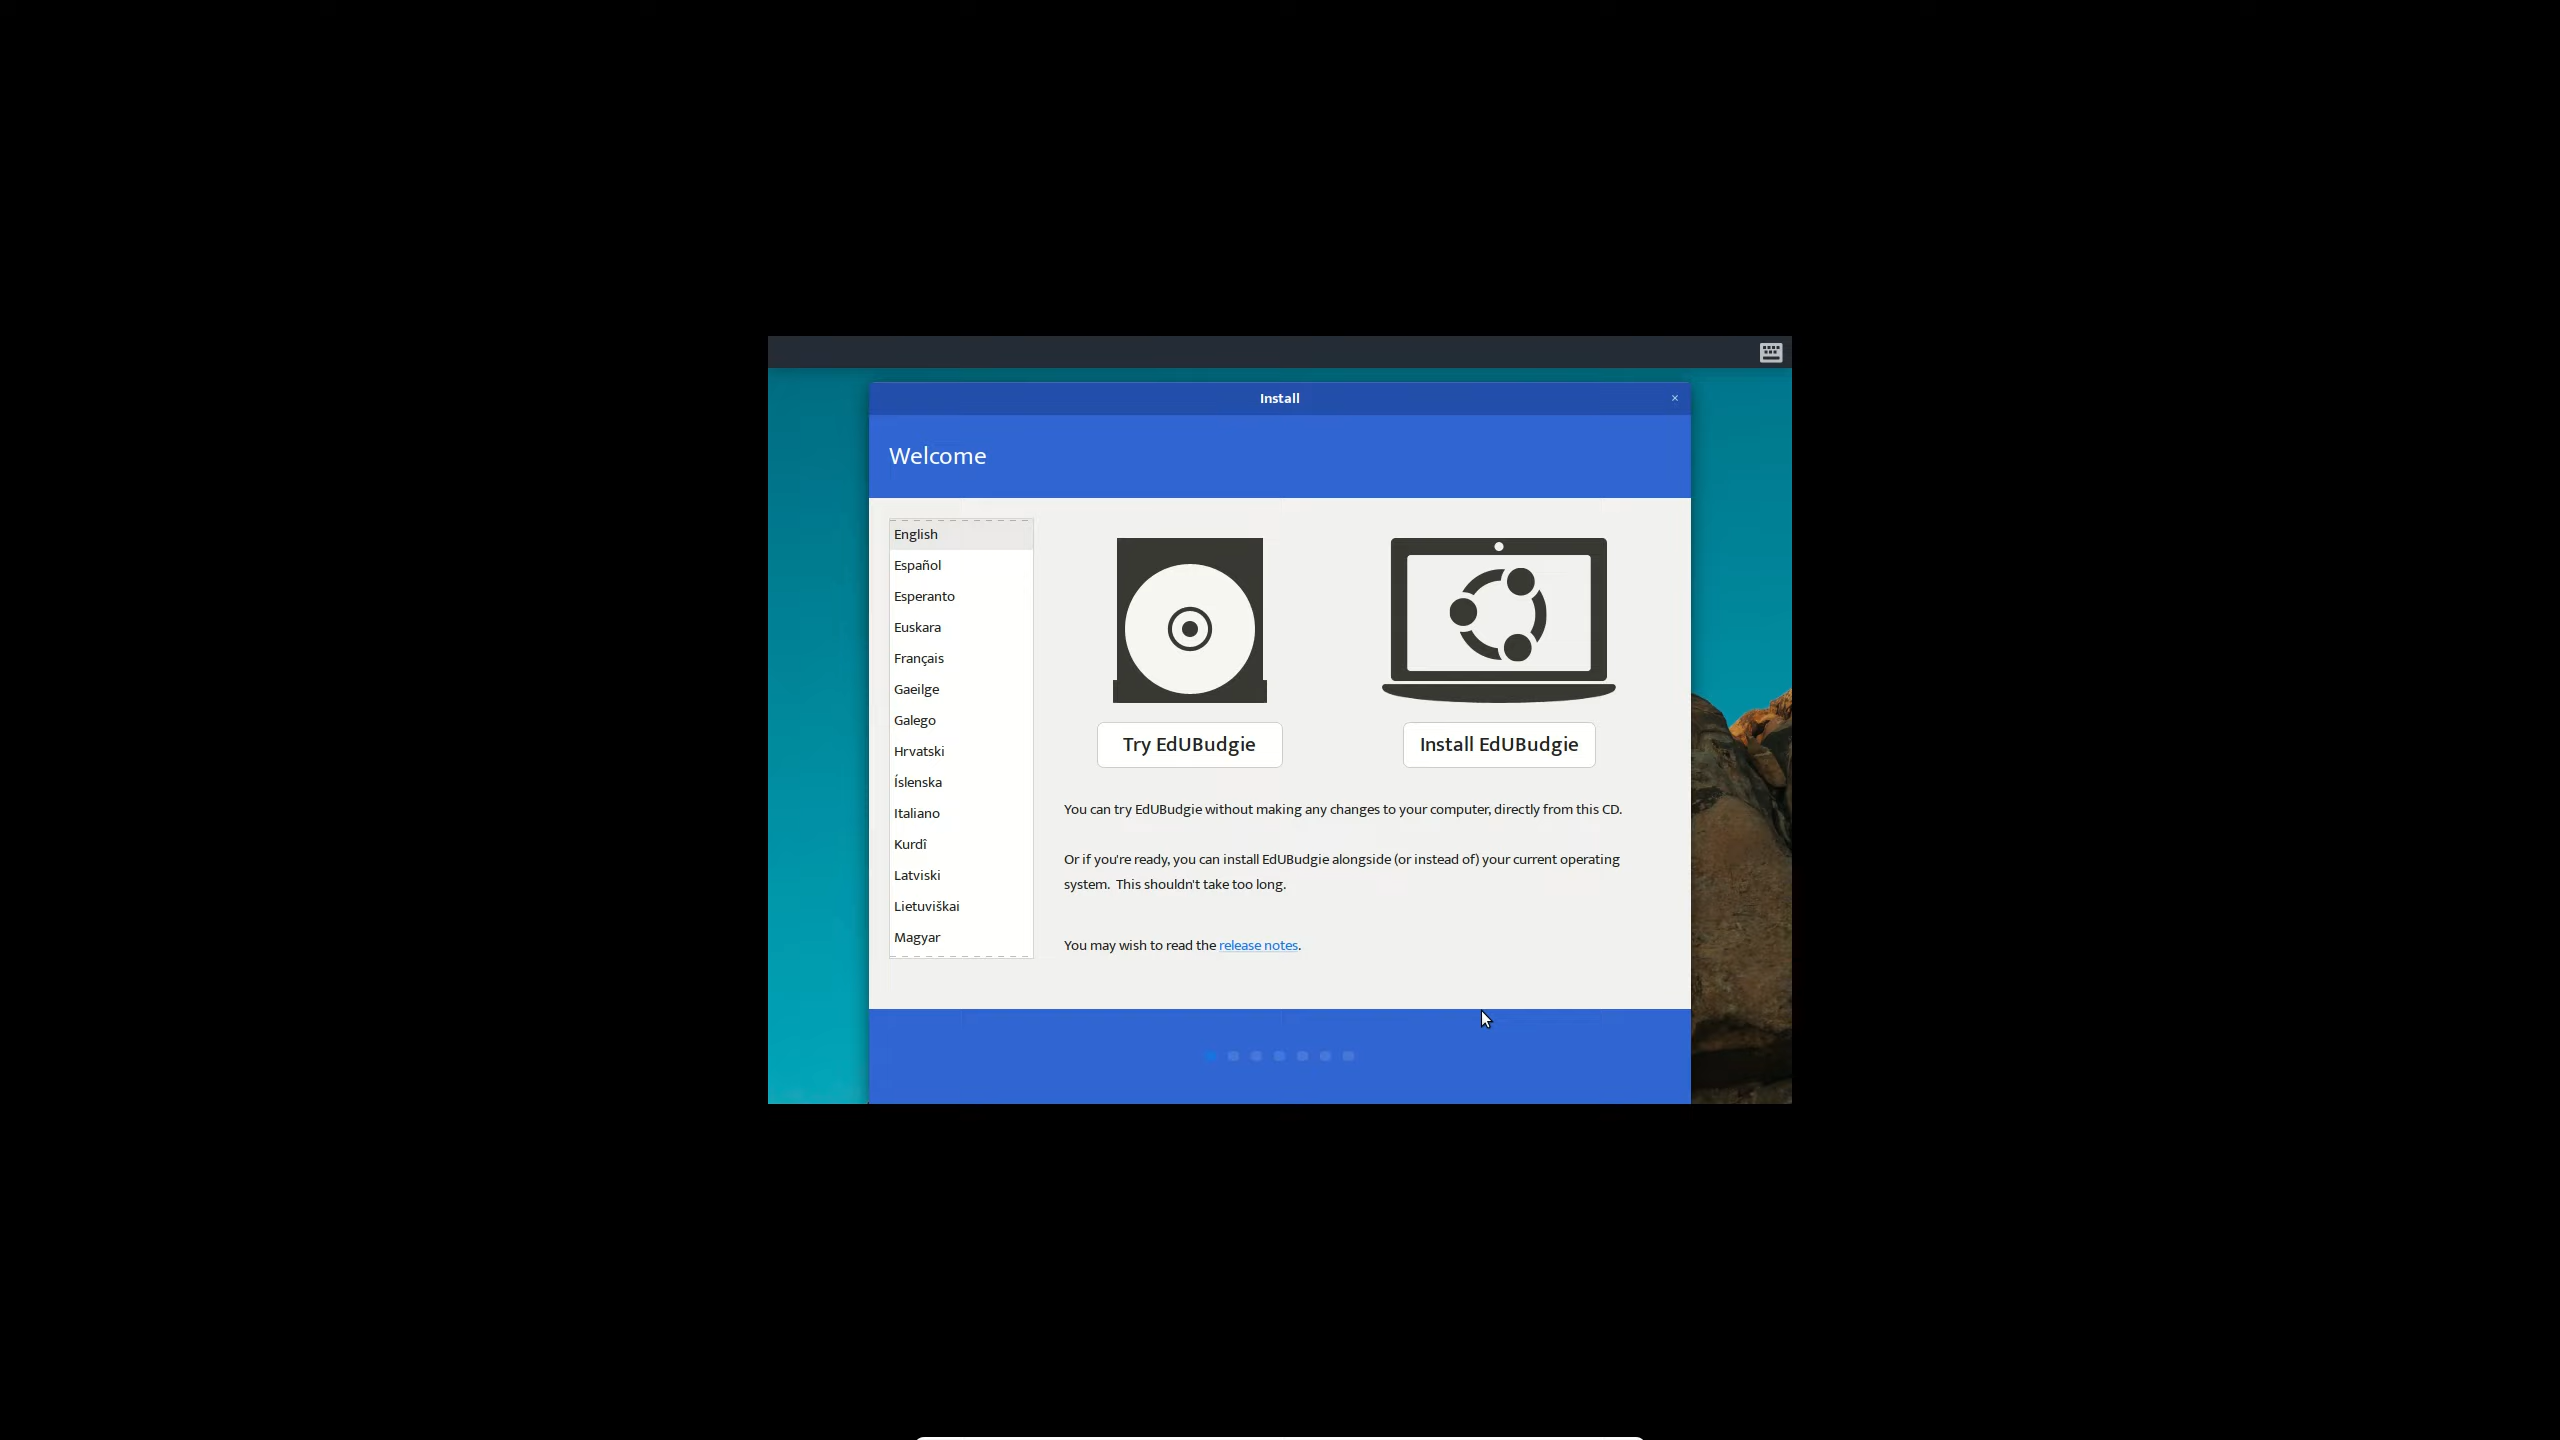 Install
Welcome
English
Español
Esperanto
Euskara
Français
Gaeilge
Galego
Hrvatski
Íslenska
Italiano
Kurdî
Latviski
Lietuviškai
Magyar
Try EdUBudgie
Install EdUBudgie
You can try EdUBudgie without making any changes to your computer, directly from this CD.
Or if you're ready, you can install EdUBudgie alongside (or instead of) your current operating
system.  This shouldn't take too long.
You may wish to read the release notes.